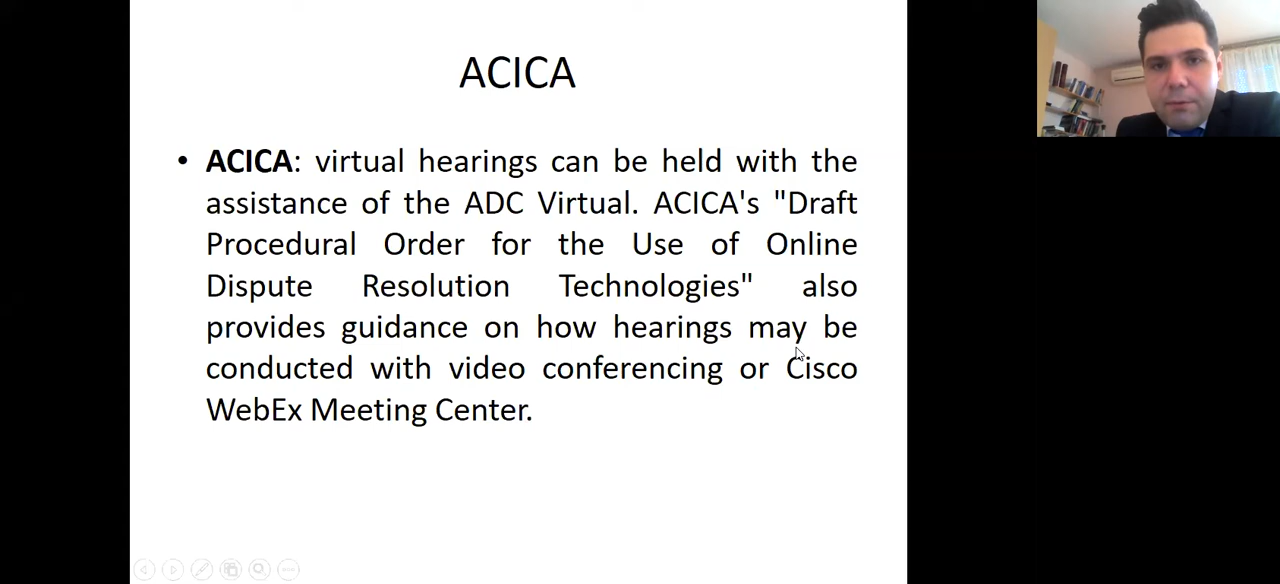 ACICA
• ACICA: virtual hearings can be held with the
assistance of the ADC Virtual. ACICA's "Draft
Procedural Order for the Use of Online
Dispute Resolution Technologies" also
provides guidance on how hearings may be
conducted with video conferencing or Cisco
WebEx Meeting Center.